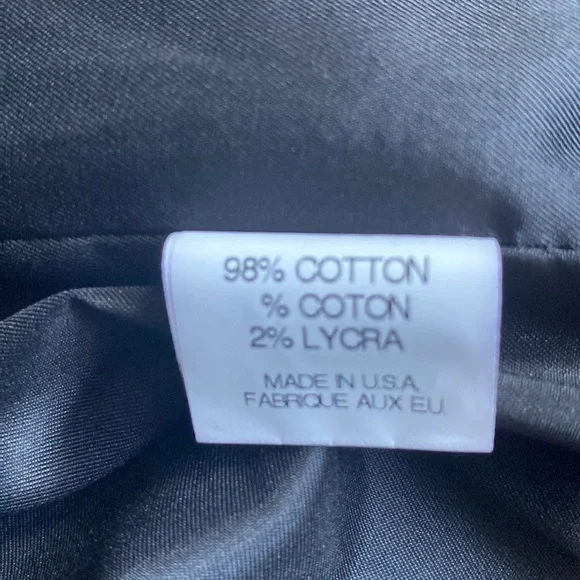 98% COTTON
% COTON
2% LYCRA
MADE IN U.S.A.
FABRIQUE AUX EU.